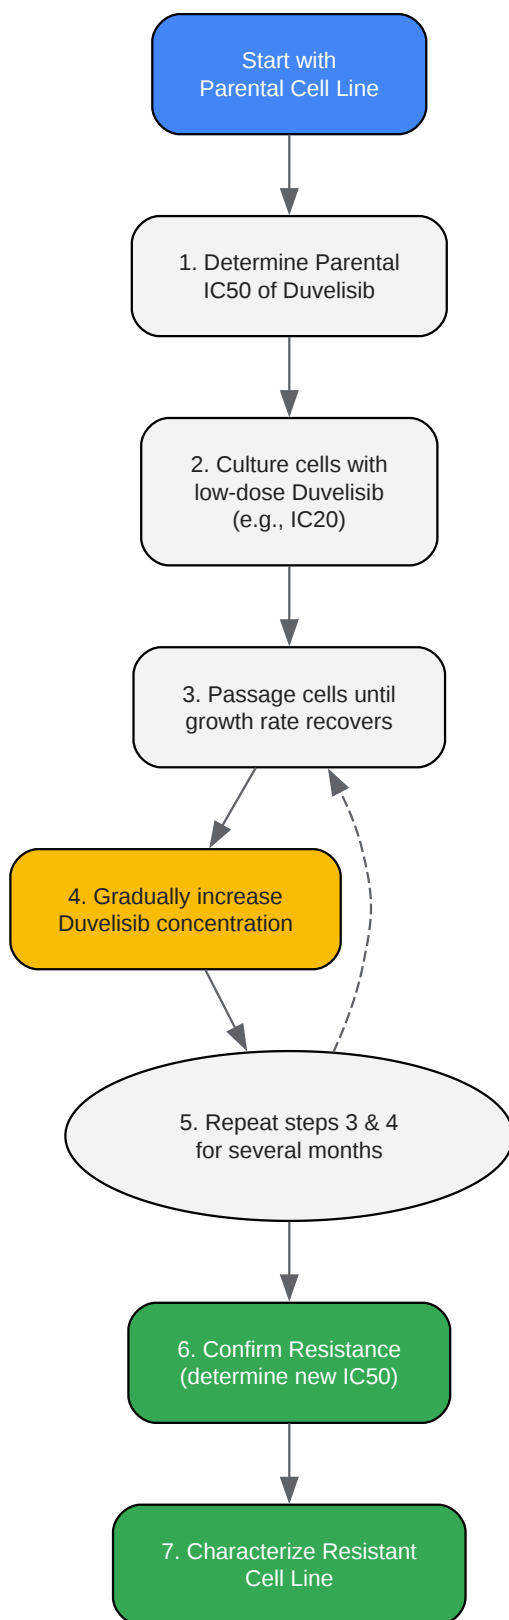 Start with
Parental Cell Line
1. Determine Parental
IC50 of Duvelisib
2. Culture cells with
low-dose Duvelisib
(e.g., IC20)
3. Passage cells until
growth rate recovers
4. Gradually increase
Duvelisib concentration
5. Repeat steps 3 & 4
for several months
6. Confirm Resistance
(determine new IC50)
7. Characterize Resistant
Cell Line